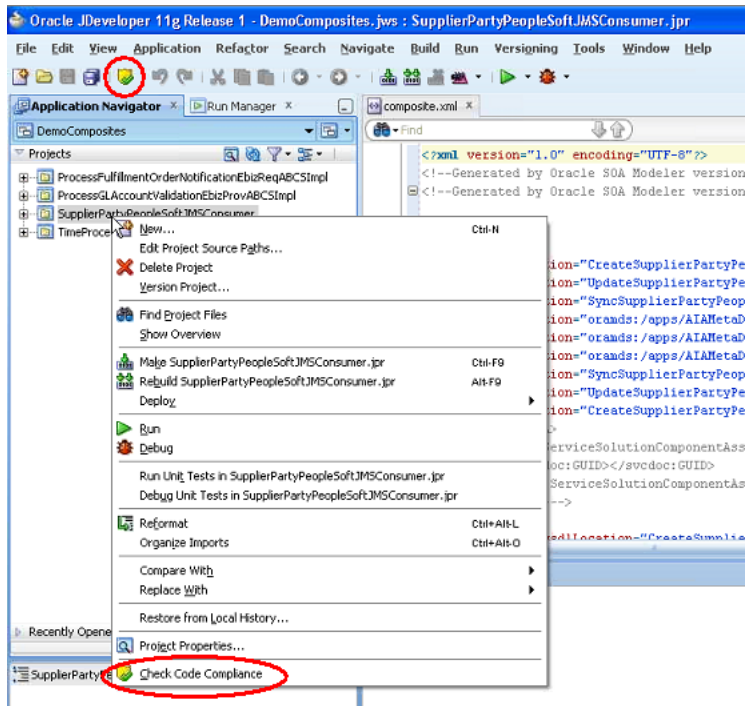 Oracle JDeveloper 11g Release 1 - DemoComposites.jws : SupplierPartyPeopleSoftJMSConsumer.jpr
File Edit View Application Refactor Search Navigate Build Run Versioning Tools Window Help
Application Navigator Run Manager
composite.xml
DemoComposites
Find
Projects
<?xml version="1.0" encoding="UTF-8"?>
<!--Generated by Oracle SOA Modeler version
<!--Generated by Oracle SOA Modeler version
ProcessFulfillmentOrderNotificationEbizReqABCSImpl
ProcessGLAccountValidationEbizProvABCSImpl
SupplierPartyPeopleSoftJMSConsumer
TimeProce
New... Ctrl-N
Edit Project Source Paths...
Delete Project
Version Project...
Find Project Files
Show Overview
Make SupplierPartyPeopleSoftJMSConsumer.jpr Ctrl-F9
Rebuild SupplierPartyPeopleSoftJMSConsumer.jpr Alt-F9
Deploy
Run
Debug
Run Unit Tests in SupplierPartyPeopleSoftJMSConsumer.jpr
Debug Unit Tests in SupplierPartyPeopleSoftJMSConsumer.jpr
Reformat Ctrl+Alt-L
Organize Imports Ctrl+Alt-O
Compare With
Replace With
Restore from Local History...
Project Properties...
Check Code Compliance
ion="CreateSupplierPartyPe
ion="UpdateSupplierPartyPe
ion="SyncSupplierPartyPeop
ion="oramds:/apps/AIAMetaD
ion="oramds:/apps/AIAMetaD
ion="oramds:/apps/AIAMetaD
ion="SyncSupplierPartyPeop
ion="UpdateSupplierPartyPe
ion="CreateSupplierPartyPe
>
erviceSolutionComponentAss
doc:GUID></svcdoc:GUID>
ServiceSolutionComponentAs
-->
sdlLocation="CreateSupplie
Recently Opene
SupplierPartyPe